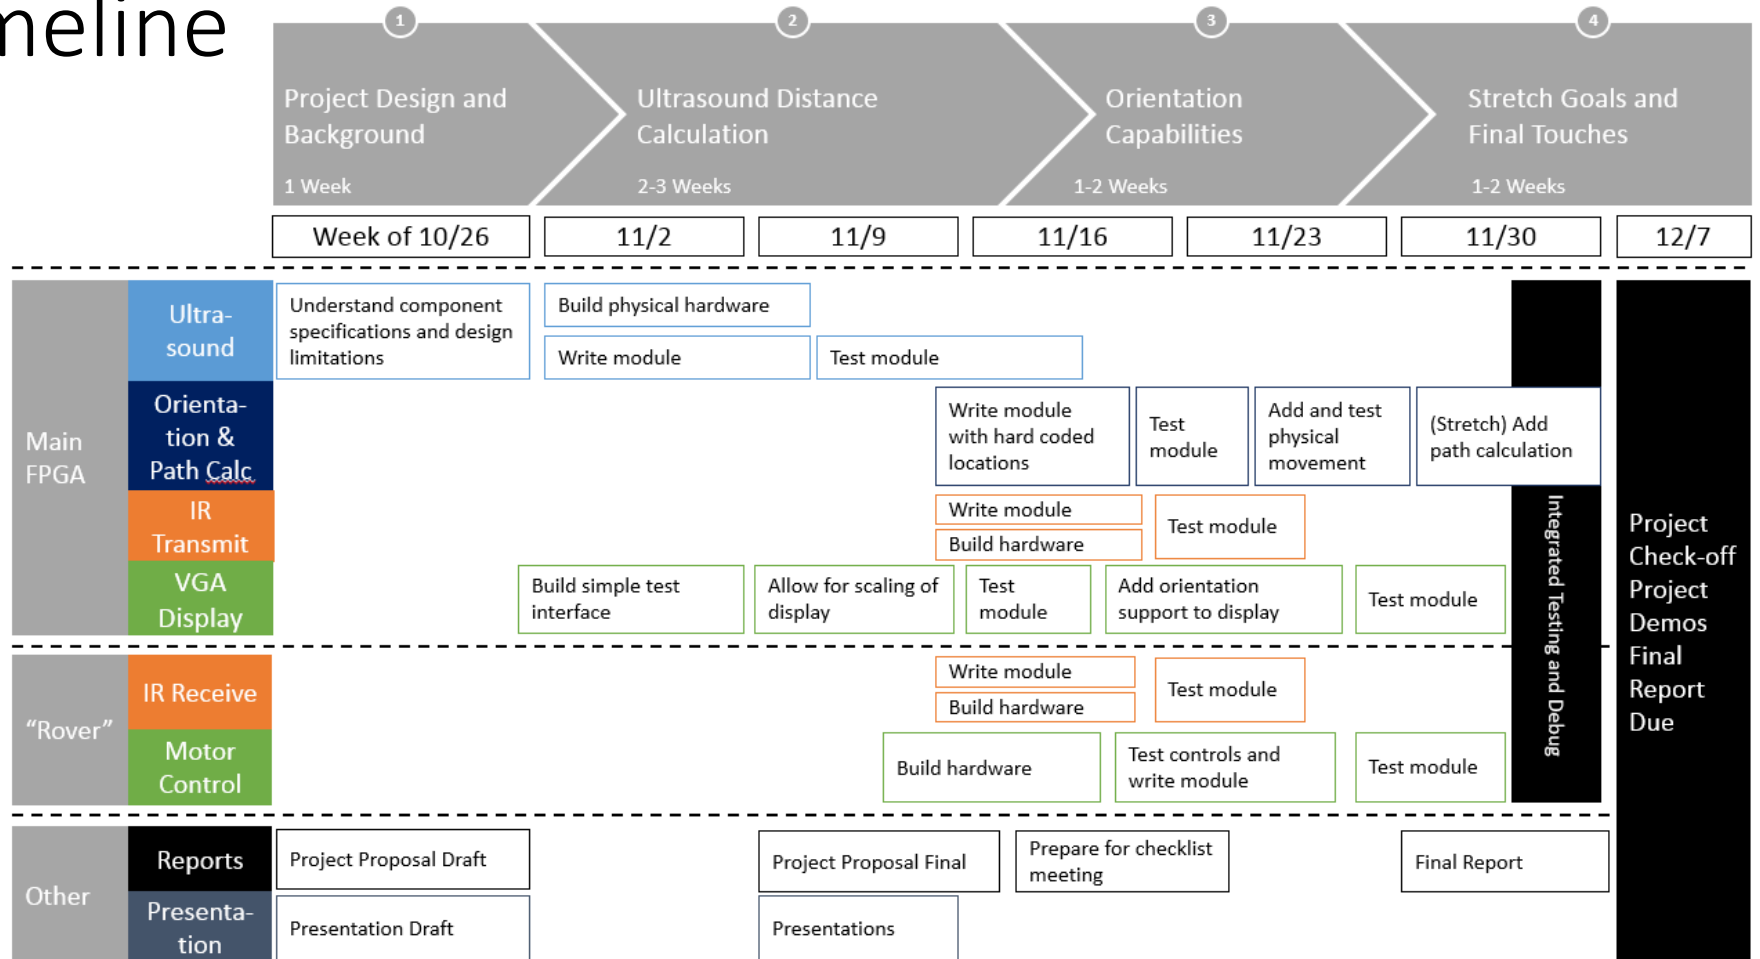 meline
1
2
3
4
Project Design and
Background
1 Week
Ultrasound Distance
Calculation
2-3 Weeks
Orientation
Capabilities
1-2 Weeks
Stretch Goals and
Final Touches
1-2 Weeks
Week of 10/26
11/2
11/9
11/16
11/23
11/30
12/7
Main
FPGA
Ultra-
sound
Understand component
specifications and design
limitations
Build physical hardware
Write module
Test module
Orienta-
tion &
Path Calc
Write module
with hard coded
locations
Test
module
Add and test
physical
movement
(Stretch) Add
path calculation
IR
Transmit
Write module
Build hardware
Test module
VGA
Display
Build simple test
interface
Allow for scaling of
display
Test
module
Add orientation
support to display
Test module
Integrated Testing and Debug
Project
Check-off
Project
Demos
Final
Report
Due
“Rover”
IR Receive
Write module
Build hardware
Test module
Motor
Control
Build hardware
Test controls and
write module
Test module
Other
Reports
Project Proposal Draft
Project Proposal Final
Prepare for checklist
meeting
Final Report
Presenta-
tion
Presentation Draft
Presentations